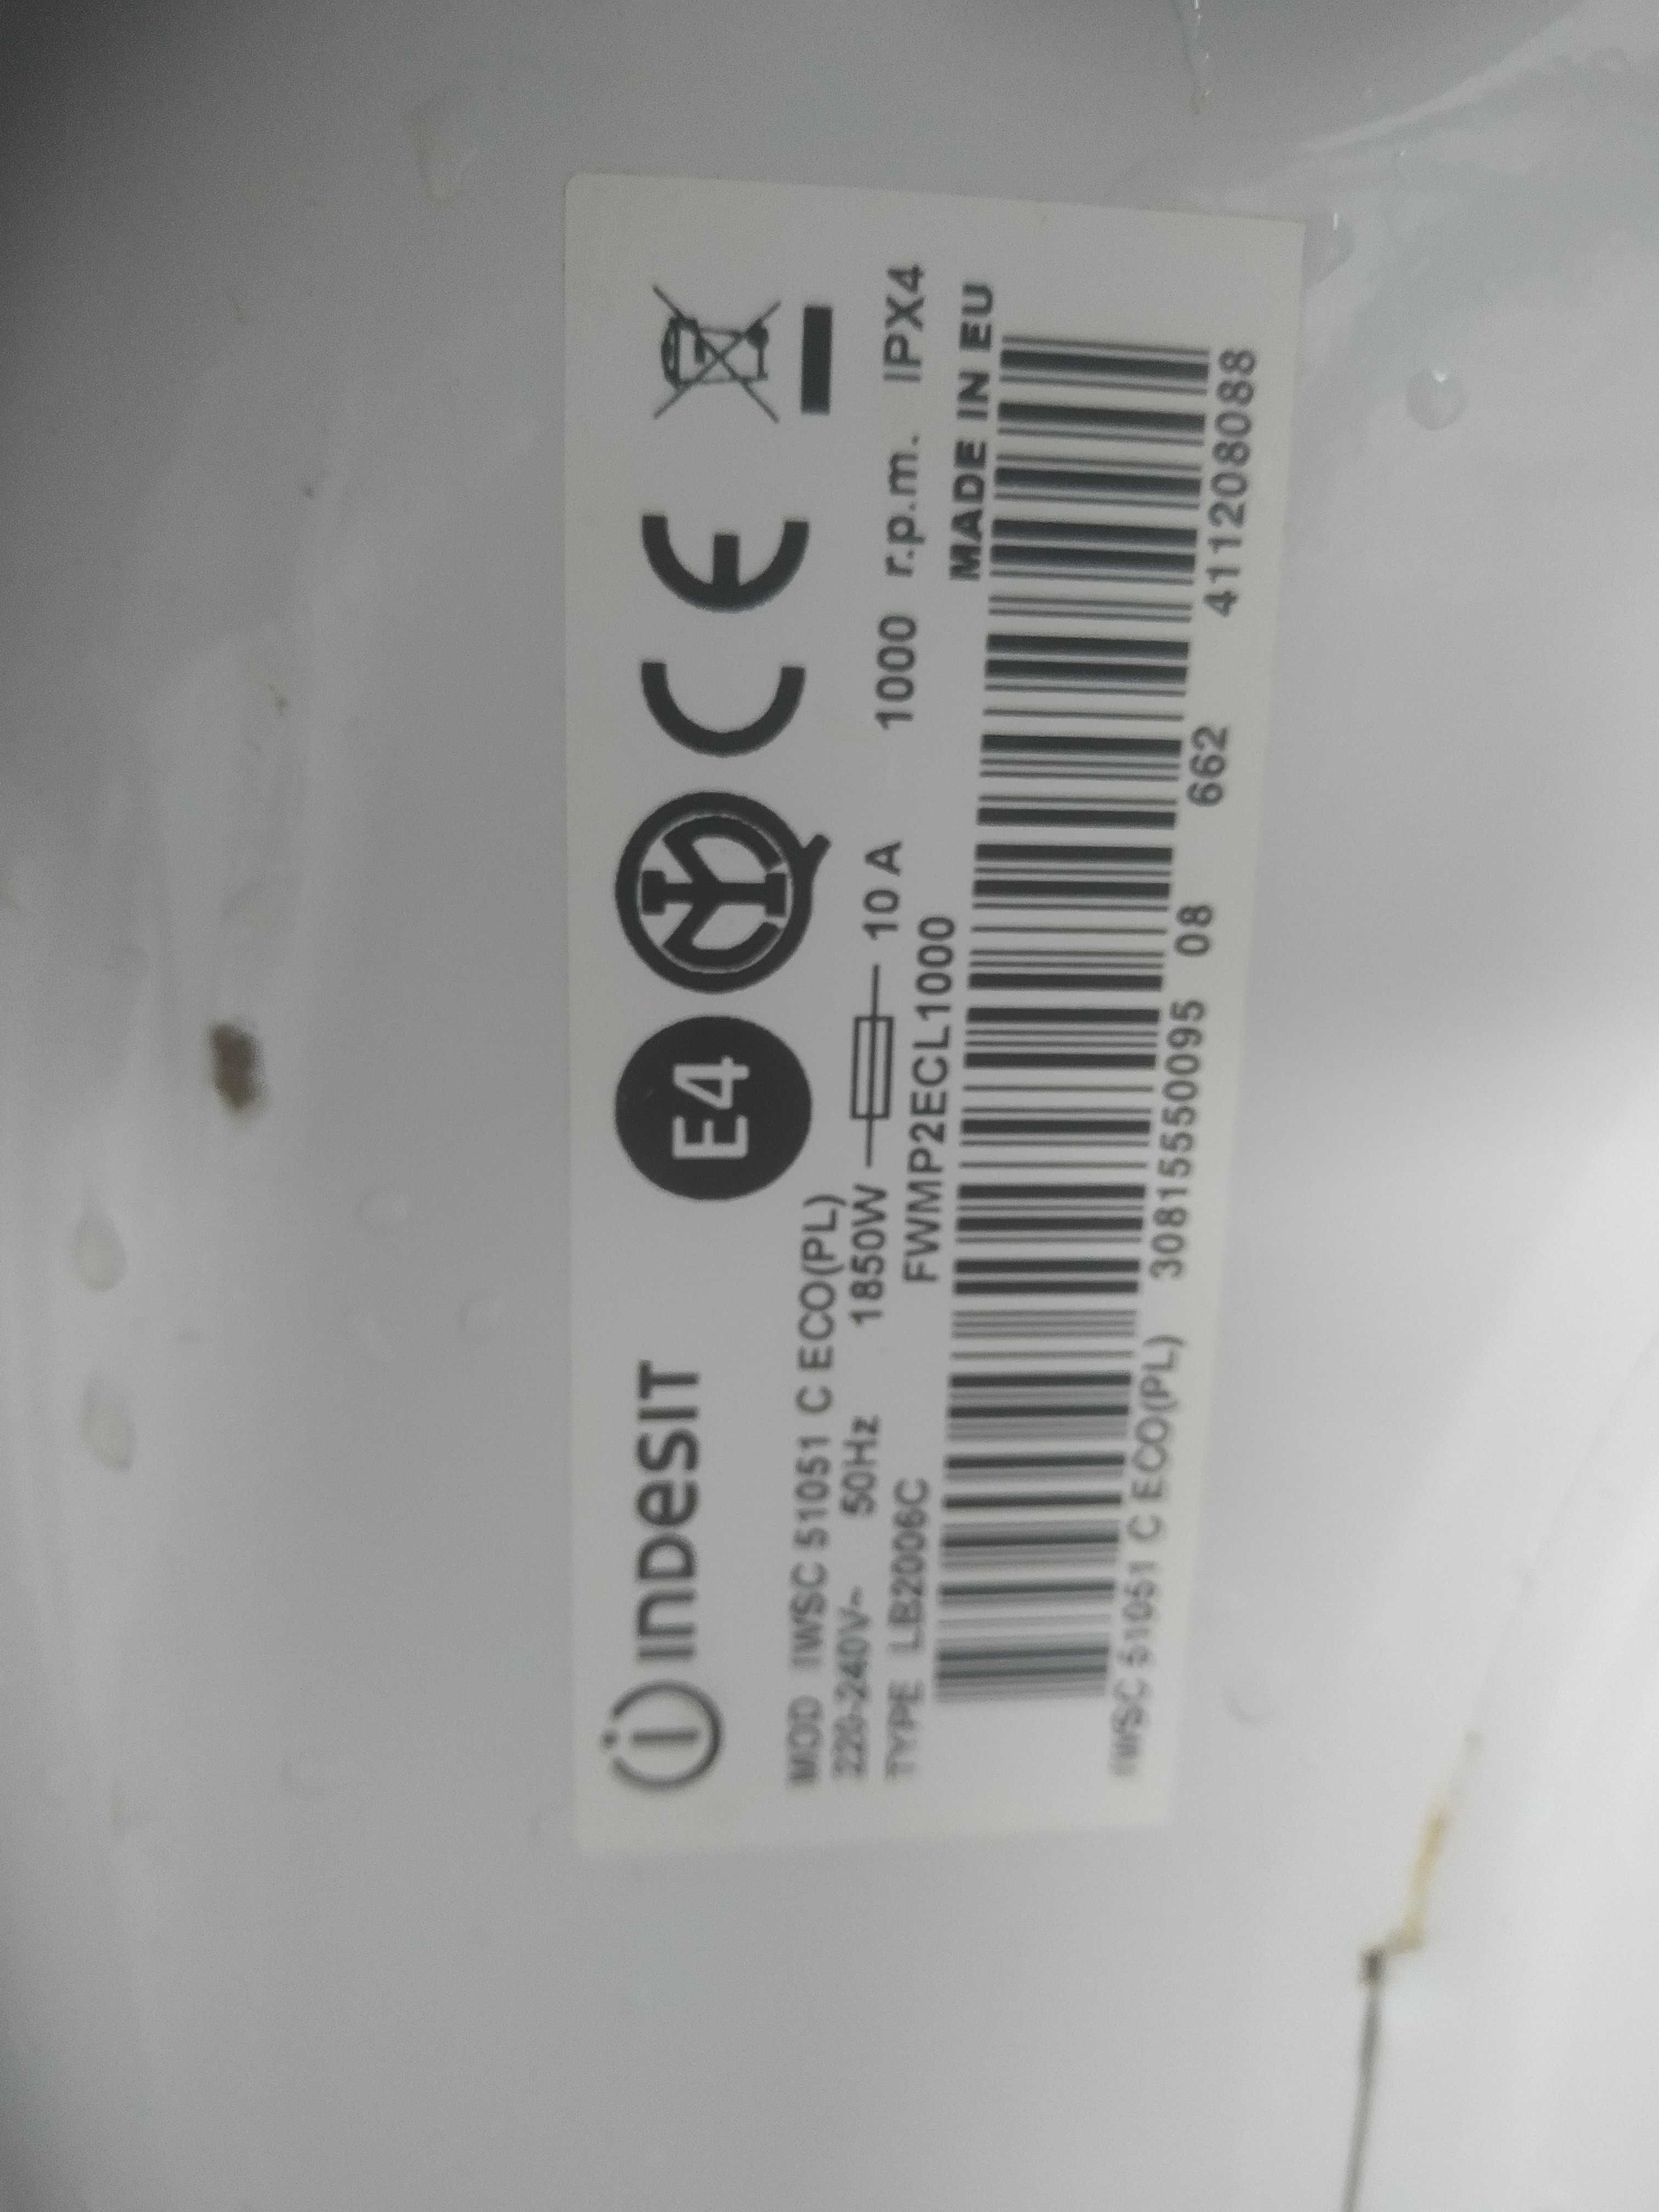 indesit
E4
MOD IWSC 51051 C ECO(PL)
220-240V~ 50Hz 1850W 10 A 1000 r.p.m. IPX4
TYPE LB2006C FWMP2ECL1000 MADE IN EU
IWSC 51051 C ECO(PL) 30815550095 08 662 411208088